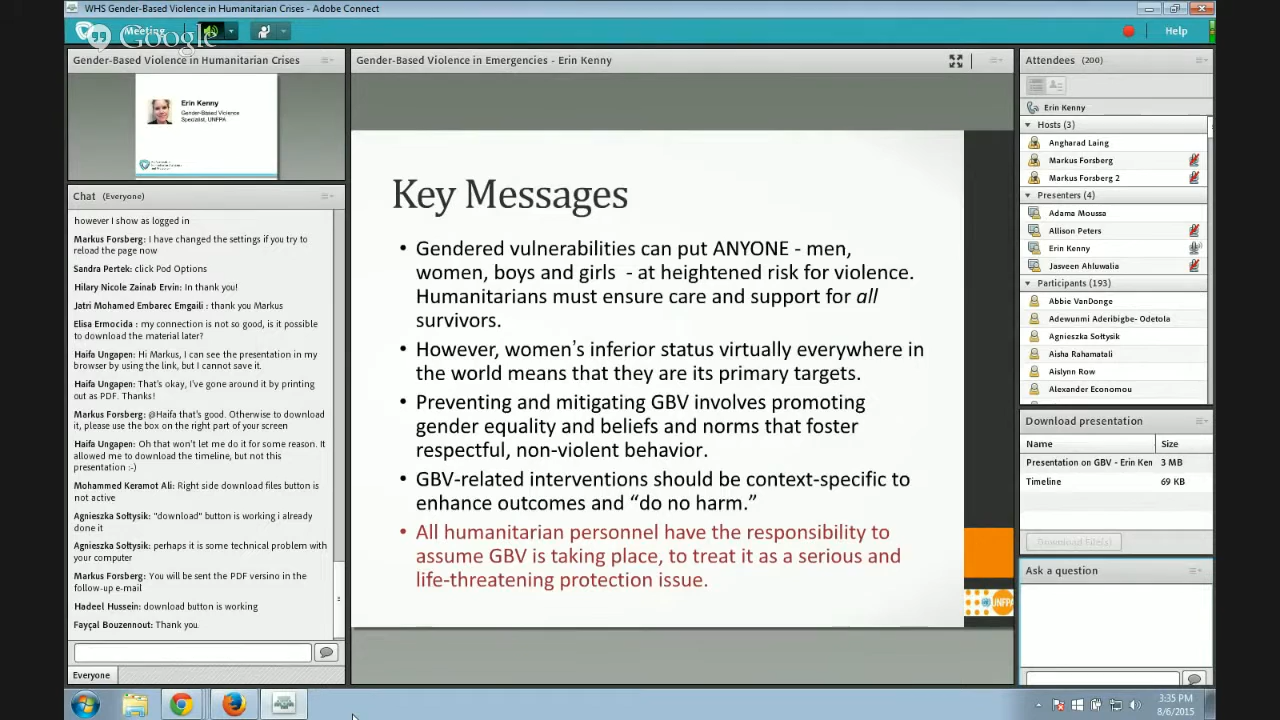 WHS Gender-Based Violence in Humanitarian Crises - Adobe Connect
Meeting
Google
Help
Gender-Based Violence in Humanitarian Crises
Erin Kenny
Gender-Based Violence
Specialist, UNFPA
Chat (Everyone)
however I show as logged in
Markus Forsberg: I have changed the settings if you try to
reload the page now
Sandra Pertek: click Pod Options
Hilary Nicole Zainab Ervin: In thank you!
Jatri Mohamed Embarec Emgaili : thank you Markus
Elisa Ermocida : my connection is not so good, is it possible
to download the material later?
Haifa Ungapen: Hi Markus, I can see the presentation in my
browser by using the link, but I cannot save it.
Haifa Ungapen: That's okay, I've gone around it by printing
out as PDF. Thanks!
Markus Forsberg: @Haifa that's good. Otherwise to download
it, please use the box on the right part of your screen
Haifa Ungapen: Oh that won't let me do it for some reason. It
allowed me to download the timeline, but not this
presentation :-)
Mohammed Keramot Ali: Right side download files button is
not active
Agnieszka Sołtysik: "download" button is working i already
done it
Agnieszka Sołtysik: perhaps it is some technical problem with
your computer
Markus Forsberg: You will be sent the PDF versino in the
follow-up e-mail
Hadeel Hussein: download button is working
Fayçal Bouzennout: Thank you.
Everyone
Gender-Based Violence in Emergencies - Erin Kenny
Key Messages
• Gendered vulnerabilities can put ANYONE - men,
women, boys and girls - at heightened risk for violence.
Humanitarians must ensure care and support for all
survivors.
• However, women's inferior status virtually everywhere in
the world means that they are its primary targets.
• Preventing and mitigating GBV involves promoting
gender equality and beliefs and norms that foster
respectful, non-violent behavior.
• GBV-related interventions should be context-specific to
enhance outcomes and “do no harm.”
• All humanitarian personnel have the responsibility to
assume GBV is taking place, to treat it as a serious and
life-threatening protection issue.
UNFPA
Attendees (200)
Erin Kenny
Hosts (3)
Angharad Laing
Markus Forsberg
Markus Forsberg 2
Presenters (4)
Adama Moussa
Allison Peters
Erin Kenny
Jasveen Ahluwalia
Participants (193)
Abbie VanDonge
Adewunmi Aderibigbe- Odetola
Agnieszka Sołtysik
Aisha Rahamatali
Aislynn Row
Alexander Economou
Download presentation
Name Size
Presentation on GBV - Erin Ken 3 MB
Timeline 69 KB
Download File(s)
Ask a question
3:35 PM
8/6/2015